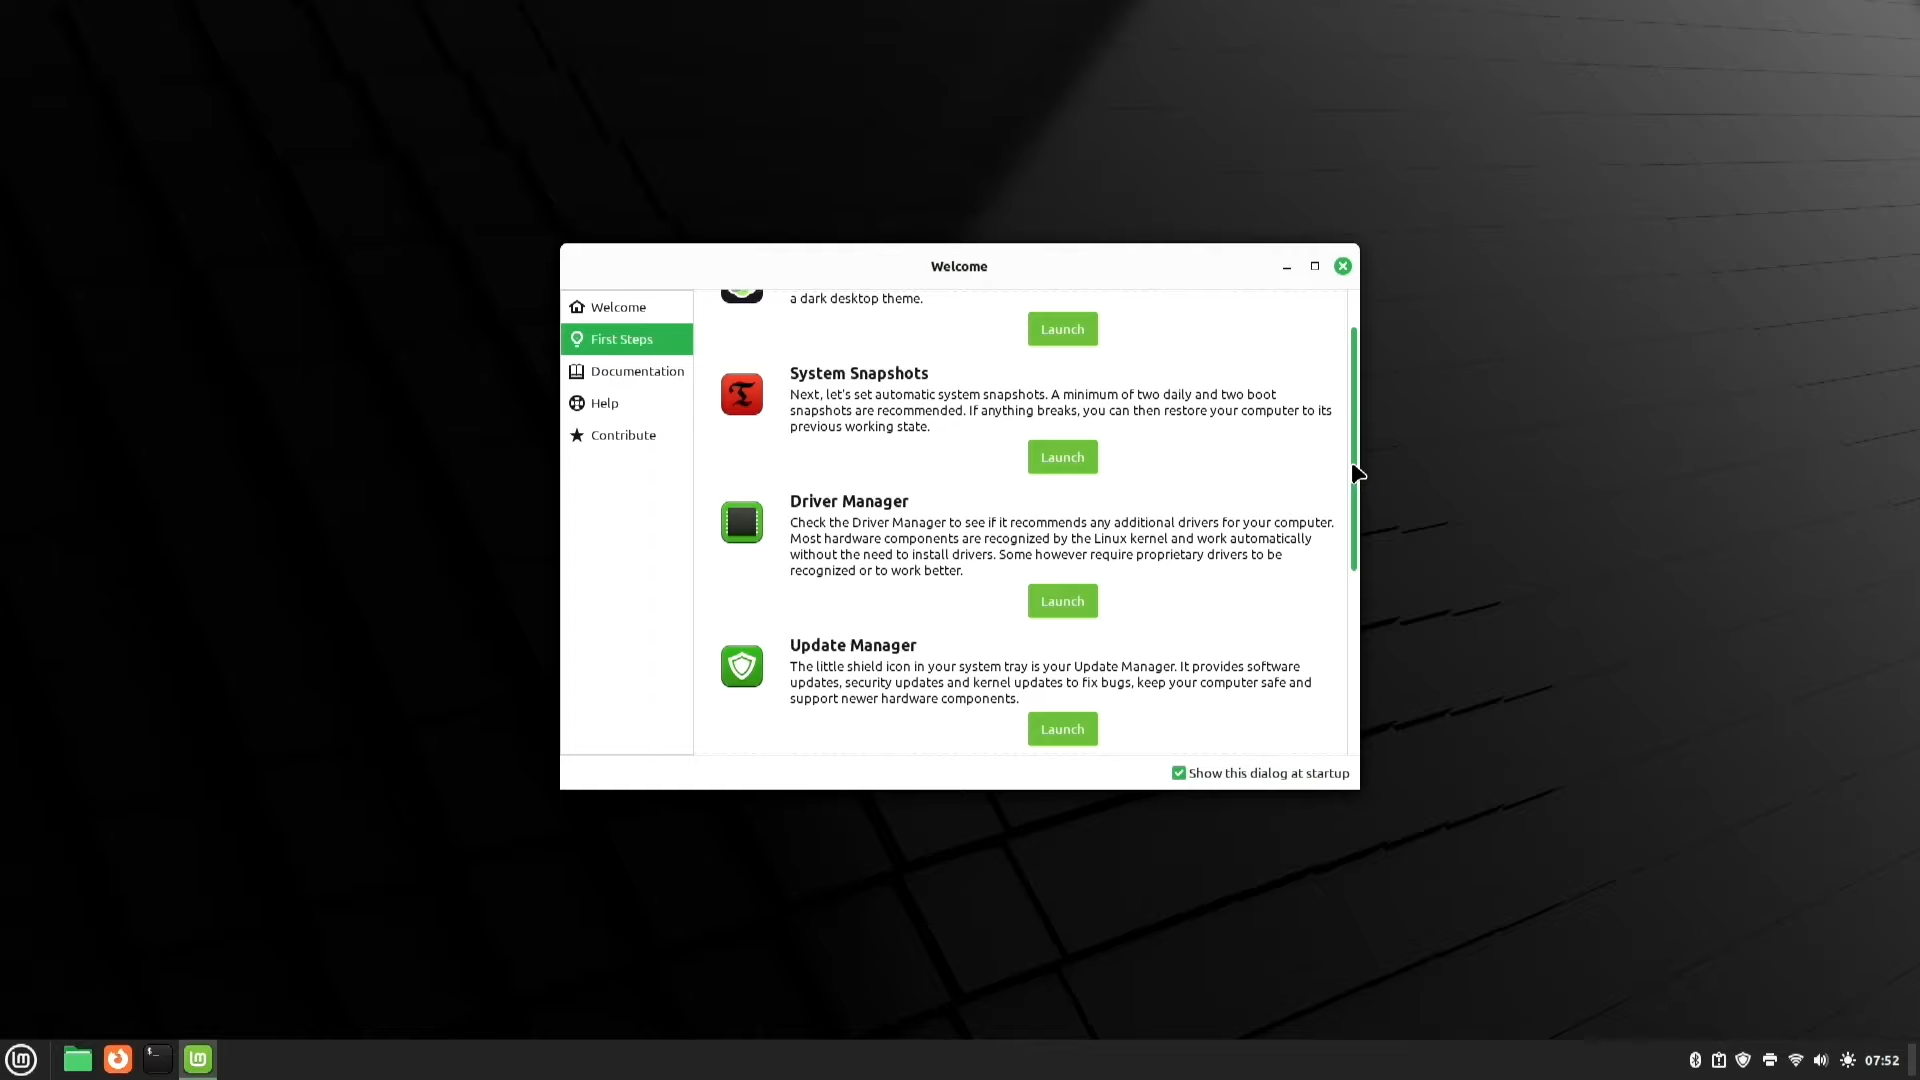 Welcome
Welcome
First Steps
Documentation
Help
Contribute
a dark desktop theme.
Launch
System Snapshots
Next, let's set automatic system snapshots. A minimum of two daily and two boot
snapshots are recommended. If anything breaks, you can then restore your computer to its
previous working state.
Launch
Driver Manager
Check the Driver Manager to see if it recommends any additional drivers for your computer.
Most hardware components are recognized by the Linux kernel and work automatically
without the need to install drivers. Some however require proprietary drivers to be
recognized or to work better.
Launch
Update Manager
The little shield icon in your system tray is your Update Manager. It provides software
updates, security updates and kernel updates to fix bugs, keep your computer safe and
support newer hardware components.
Launch
Show this dialog at startup
07:52